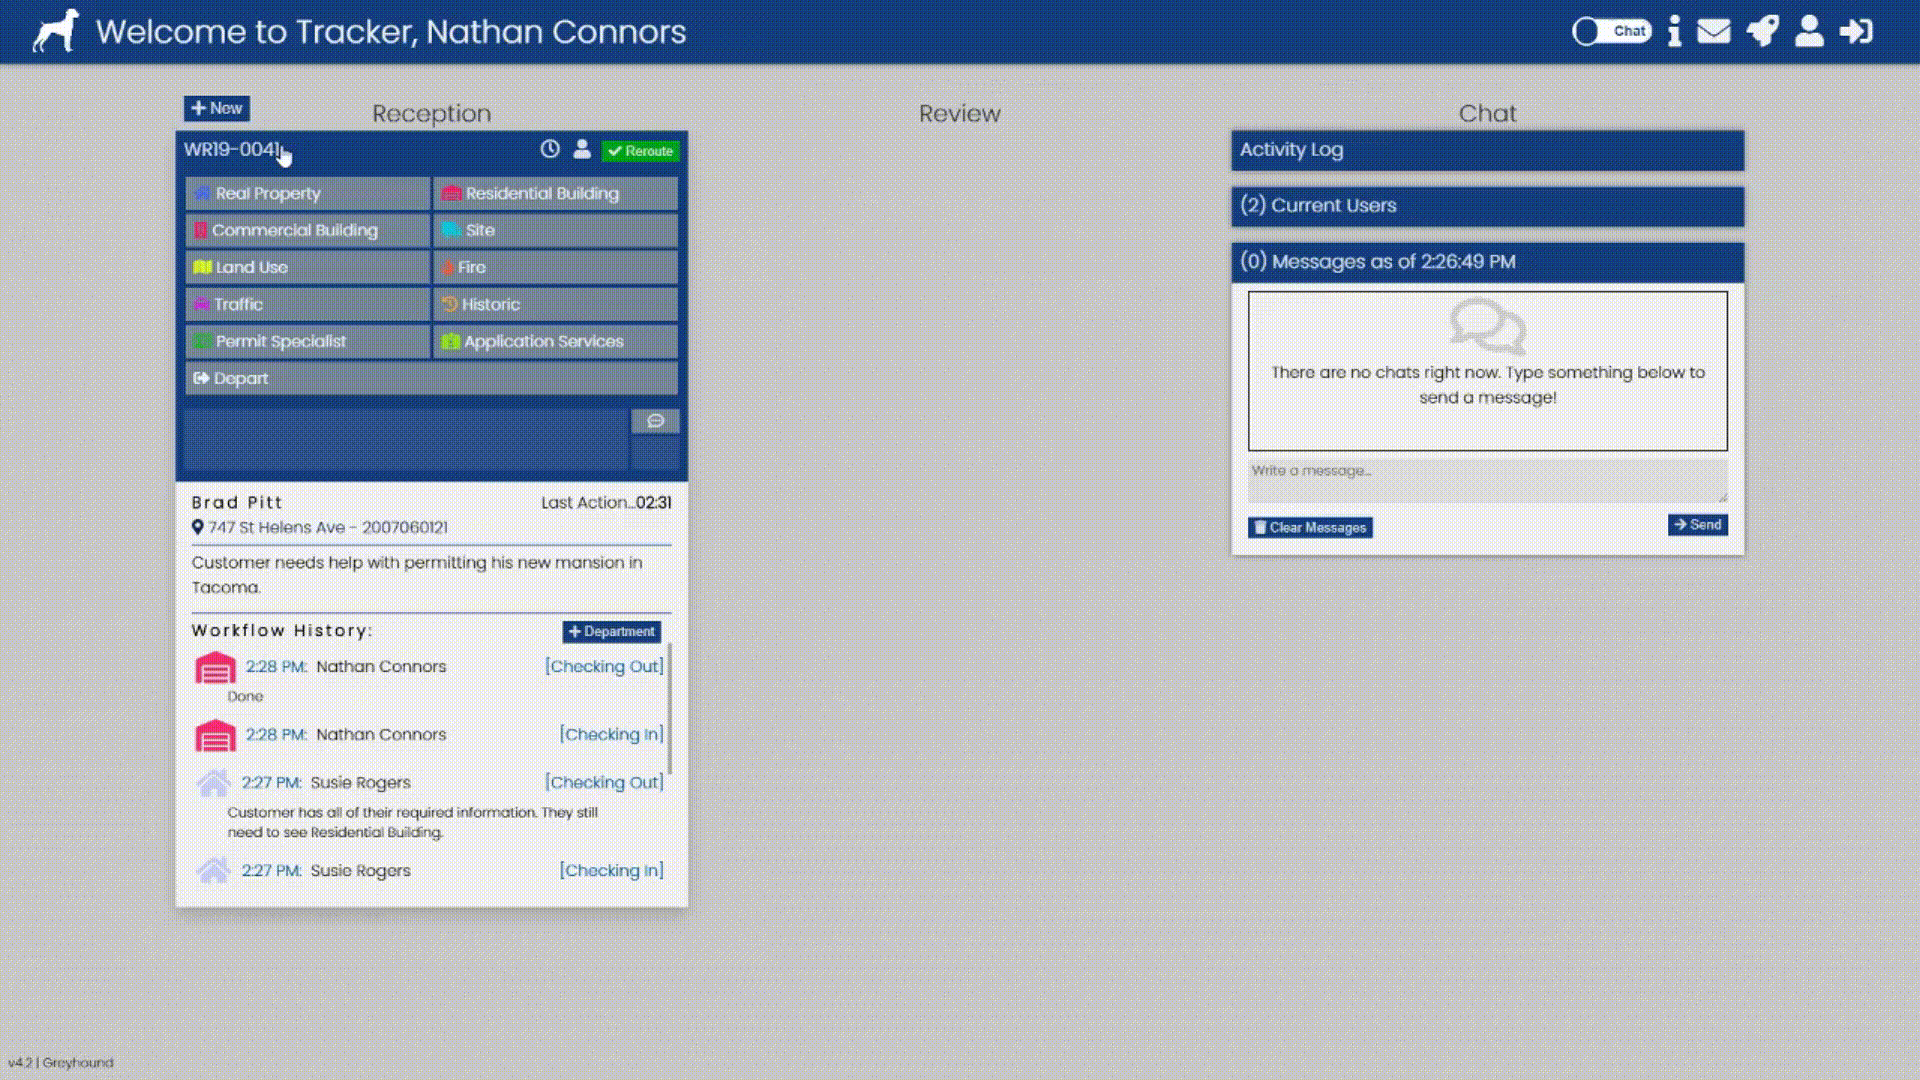 Welcome to Tracker, Nathan Connors
Chat
New
Reception
Review
Chat
WR19-0041
Reroute
Real Property
Residential Building
Commercial Building
Site
Land Use
Fire
Traffic
Historic
Permit Specialist
Application Services
Depart
Brad Pitt
Last Action...02:31
747 St Helens Ave - 2007060121
Customer needs help with permitting his new mansion in
Tacoma.
Workflow History:
Department
2:28 PM: Nathan Connors [Checking Out]
Done
2:28 PM: Nathan Connors [Checking In]
2:27 PM: Susie Rogers [Checking Out]
Customer has all of their required information. They still
need to see Residential Building.
2:27 PM: Susie Rogers [Checking In]
Activity Log
(2) Current Users
(0) Messages as of 2:26:49 PM
There are no chats right now. Type something below to
send a message!
Write a message...
Clear Messages
Send
v4.2 | Greyhound